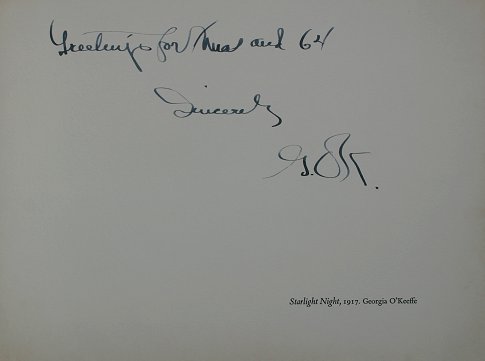 Greetings for Xmas and 64
Sincerely
G. O'K.
Starlight Night, 1917. Georgia O'Keeffe